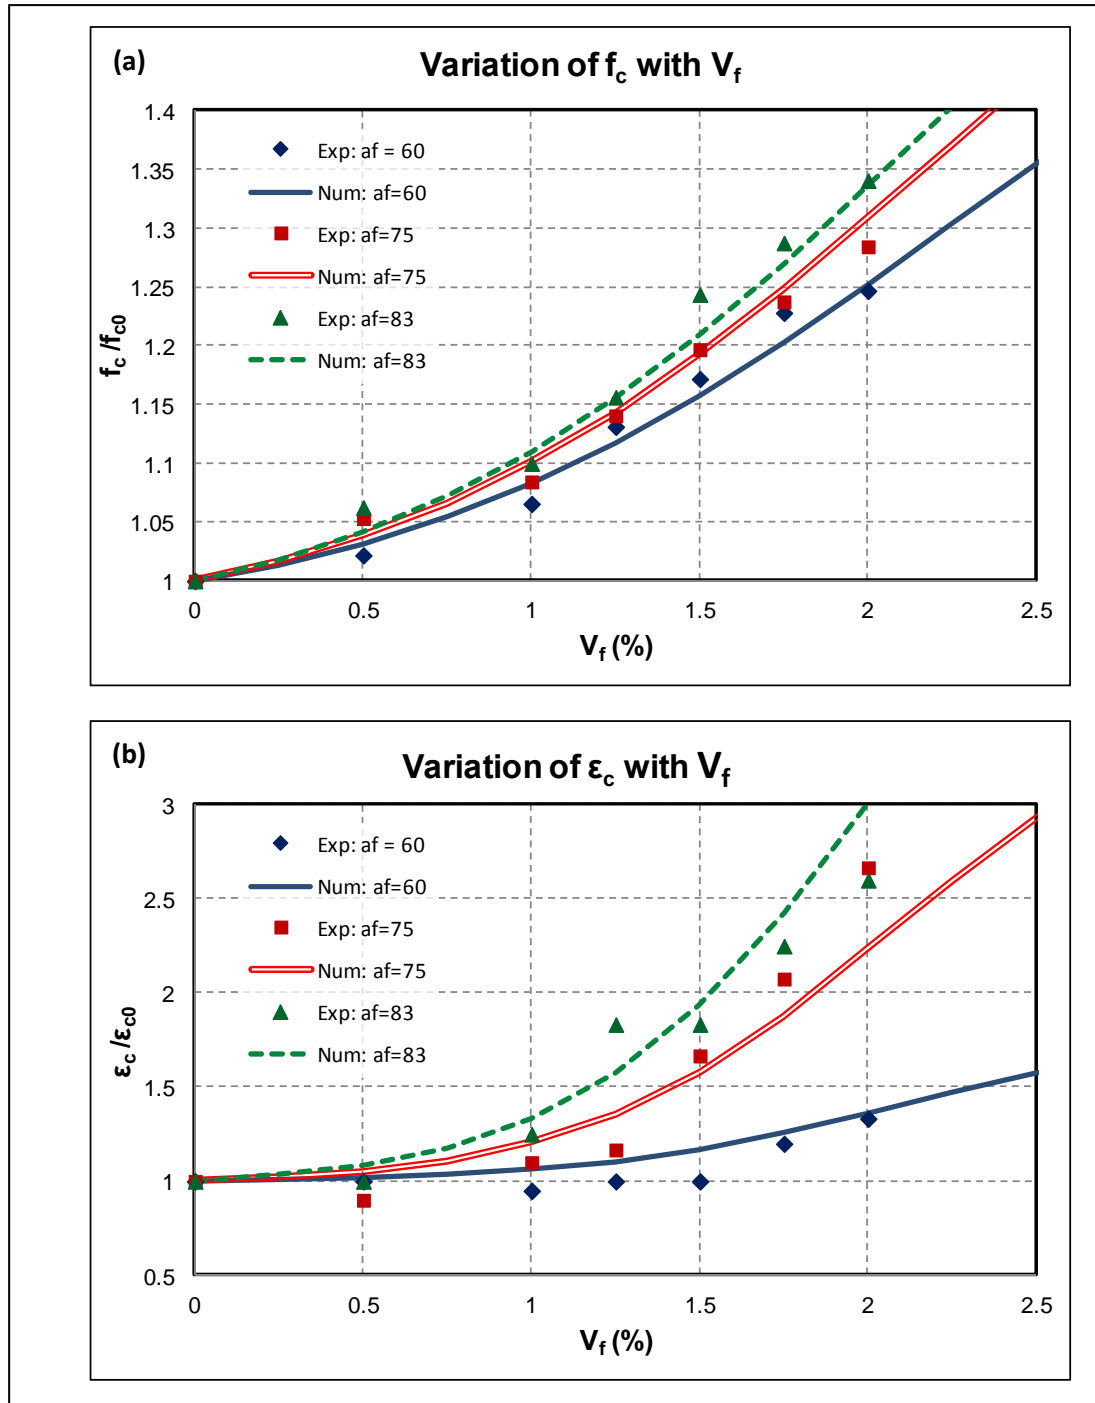 (a)
Variation of fc with Vf
1.4
1.35
1.3
1.25
1.2
1.15
1.1
1.05
1
fc /fc0
Exp: af = 60
Num: af=60
Exp: af=75
Num: af=75
Exp: af=83
Num: af=83
0 0.5 1 1.5 2 2.5
Vf (%)
(b)
Variation of εc with Vf
3
2.5
2
1.5
1
0.5
εc /εc0
Exp: af = 60
Num: af=60
Exp: af=75
Num: af=75
Exp: af=83
Num: af=83
0 0.5 1 1.5 2 2.5
Vf (%)